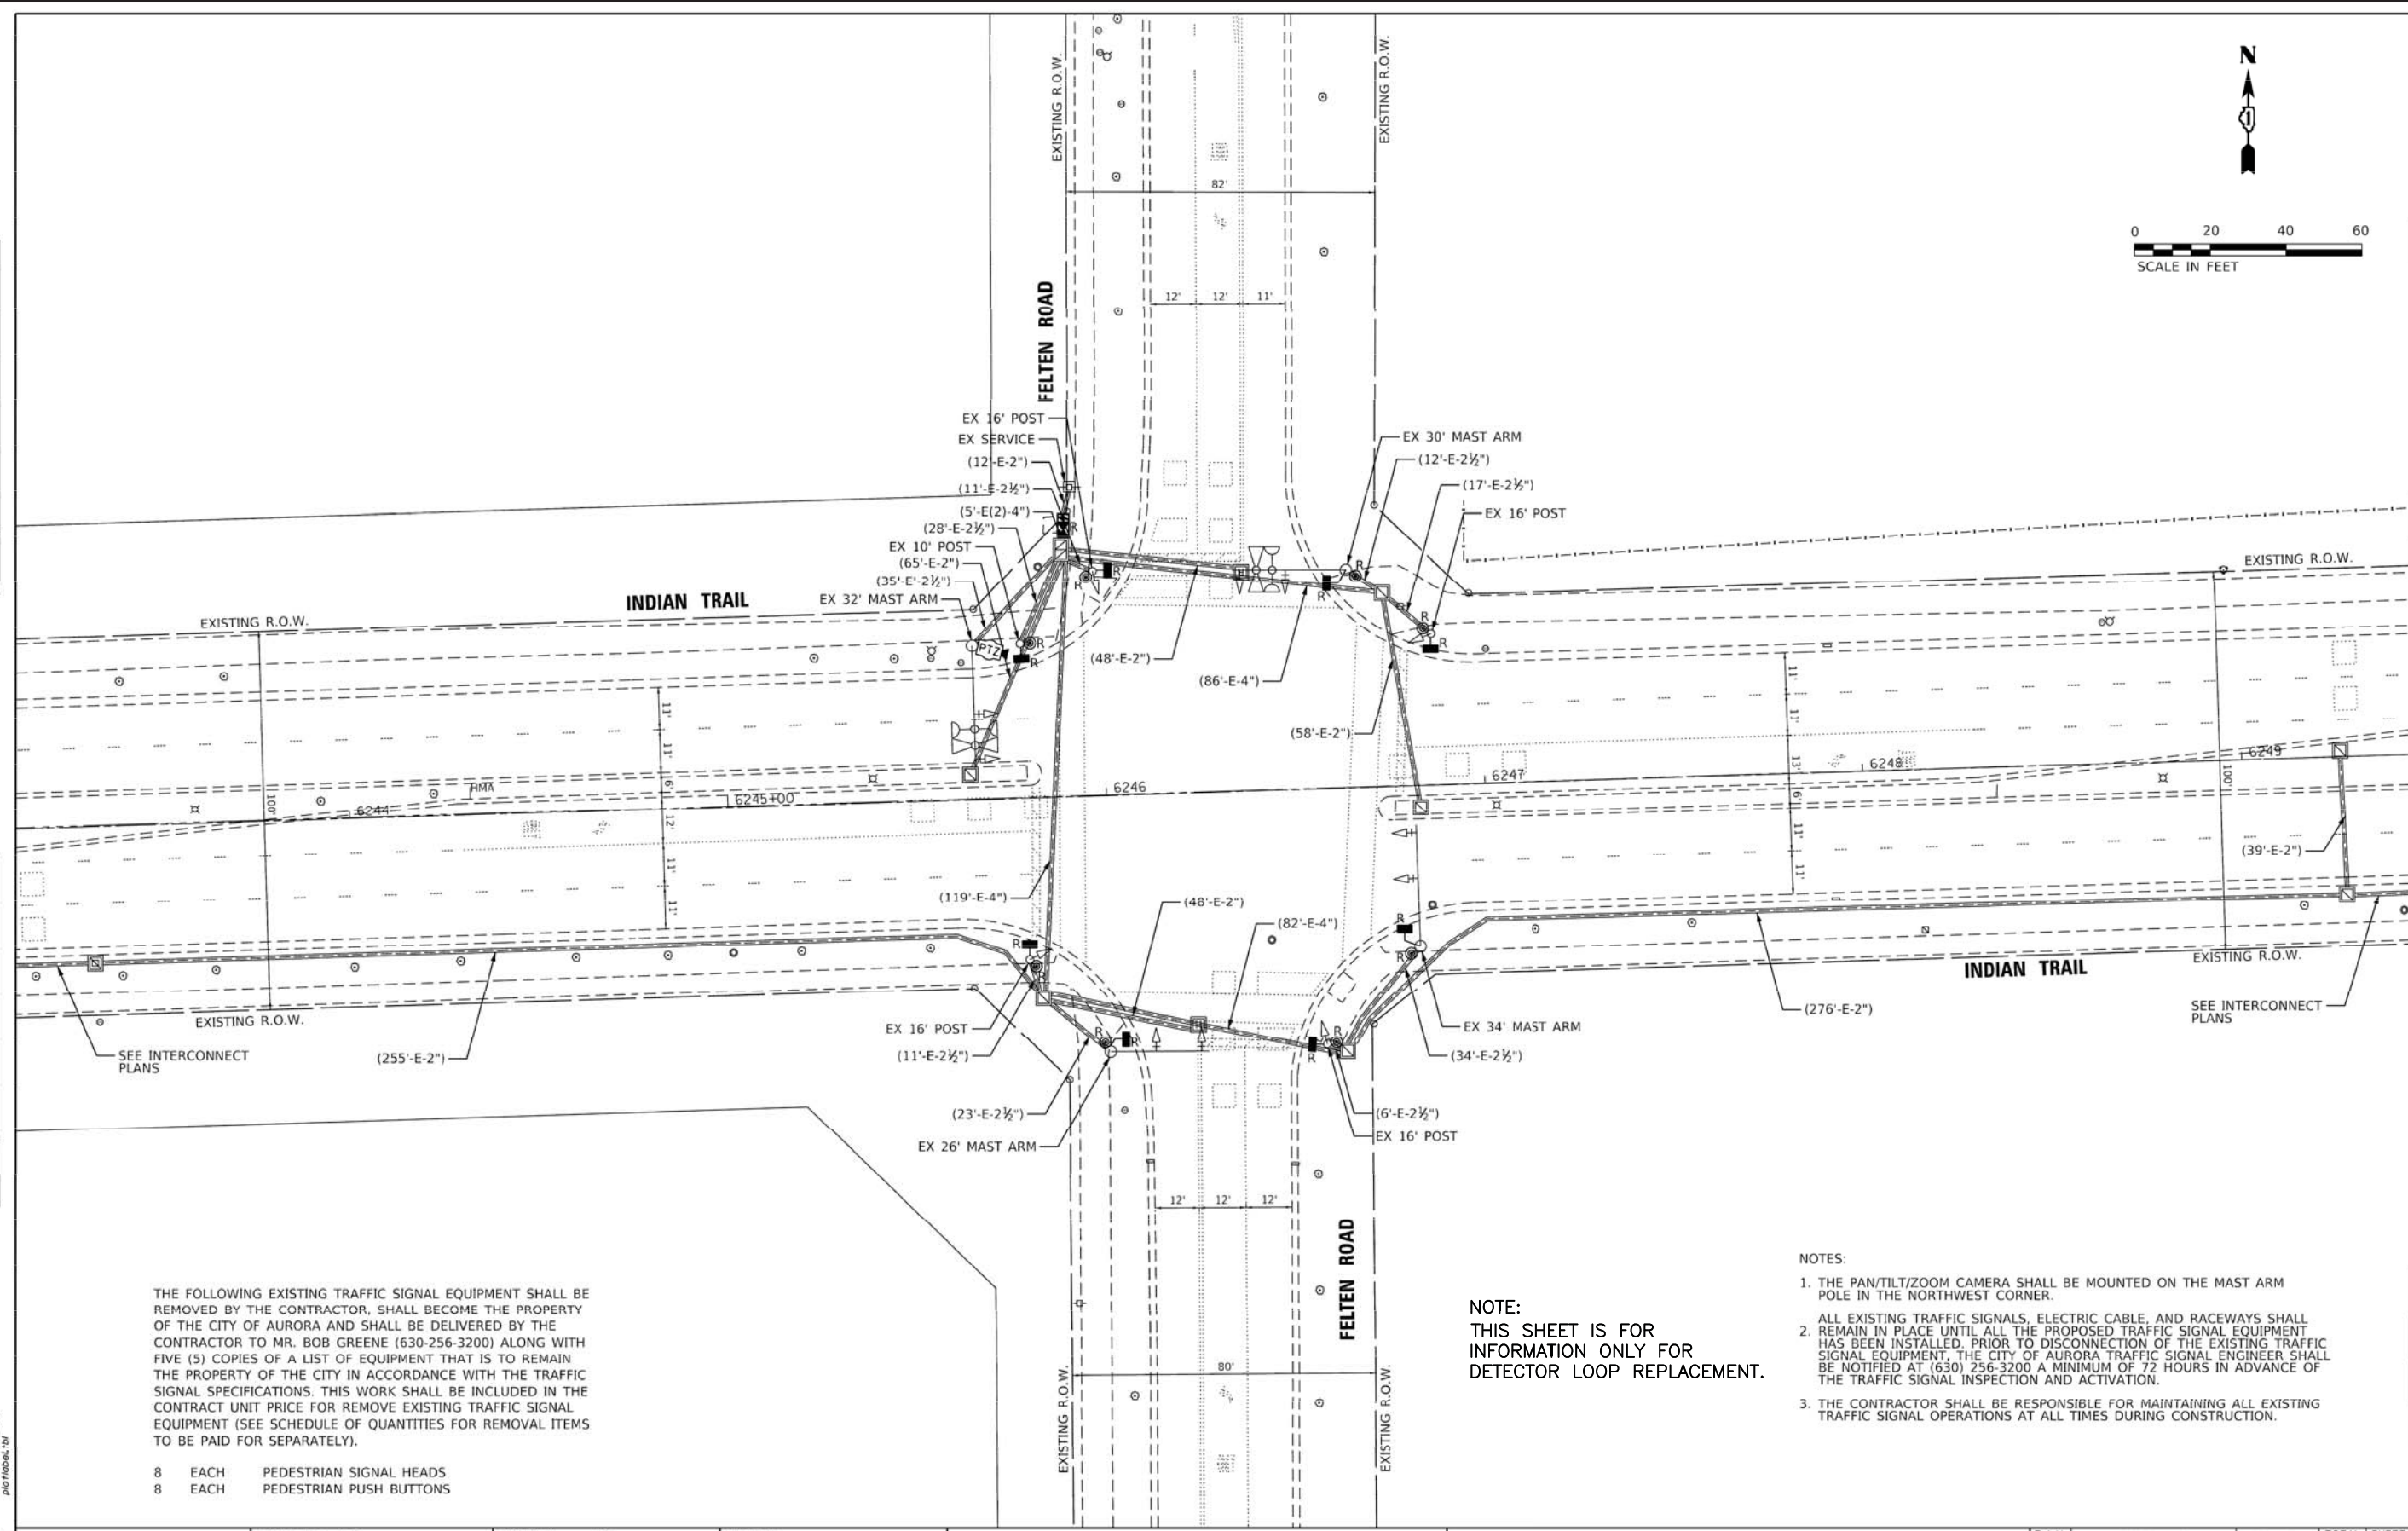 N
0 20 40 60
SCALE IN FEET
EXISTING R.O.W.
EXISTING R.O.W.
82'
12' 12' 11'
FELTEN ROAD
EX 16' POST
EX SERVICE
(12'-E-2")
(11'-E-2½")
(5'-E(2)-4")
(28'-E-2½")
EX 10' POST
(65'-E-2")
(35'-E-2½")
EX 32' MAST ARM
EX 30' MAST ARM
(12'-E-2½")
(17'-E-2½")
EX 16' POST
INDIAN TRAIL
EXISTING R.O.W.
EXISTING R.O.W.
R
R
R
R
R
R
R
R
R
PTZ
(48'-E-2")
(86'-E-4")
(58'-E-2")
11'
11'
6'
12'
11'
11'
100'
HMA
6244
6245+00
6246
6247
6248
6249
11'
11'
13'
6'
11'
11'
100'
(39'-E-2")
(119'-E-4")
(48'-E-2")
(82'-E-4")
R
R
R
R
R
R
R
R
EXISTING R.O.W.
SEE INTERCONNECT
PLANS
(255'-E-2")
EX 16' POST
(11'-E-2½")
(23'-E-2½")
EX 26' MAST ARM
EX 34' MAST ARM
(34'-E-2½")
(6'-E-2½")
EX 16' POST
(276'-E-2")
INDIAN TRAIL
EXISTING R.O.W.
SEE INTERCONNECT
PLANS
12' 12' 12'
FELTEN ROAD
80'
EXISTING R.O.W.
EXISTING R.O.W.
THE FOLLOWING EXISTING TRAFFIC SIGNAL EQUIPMENT SHALL BE
REMOVED BY THE CONTRACTOR, SHALL BECOME THE PROPERTY
OF THE CITY OF AURORA AND SHALL BE DELIVERED BY THE
CONTRACTOR TO MR. BOB GREENE (630-256-3200) ALONG WITH
FIVE (5) COPIES OF A LIST OF EQUIPMENT THAT IS TO REMAIN
THE PROPERTY OF THE CITY IN ACCORDANCE WITH THE TRAFFIC
SIGNAL SPECIFICATIONS. THIS WORK SHALL BE INCLUDED IN THE
CONTRACT UNIT PRICE FOR REMOVE EXISTING TRAFFIC SIGNAL
EQUIPMENT (SEE SCHEDULE OF QUANTITIES FOR REMOVAL ITEMS
TO BE PAID FOR SEPARATELY).
8 EACH PEDESTRIAN SIGNAL HEADS
8 EACH PEDESTRIAN PUSH BUTTONS
NOTE:
THIS SHEET IS FOR
INFORMATION ONLY FOR
DETECTOR LOOP REPLACEMENT.
NOTES:
1. THE PAN/TILT/ZOOM CAMERA SHALL BE MOUNTED ON THE MAST ARM
POLE IN THE NORTHWEST CORNER.
ALL EXISTING TRAFFIC SIGNALS, ELECTRIC CABLE, AND RACEWAYS SHALL
2. REMAIN IN PLACE UNTIL ALL THE PROPOSED TRAFFIC SIGNAL EQUIPMENT
HAS BEEN INSTALLED. PRIOR TO DISCONNECTION OF THE EXISTING TRAFFIC
SIGNAL EQUIPMENT, THE CITY OF AURORA TRAFFIC SIGNAL ENGINEER SHALL
BE NOTIFIED AT (630) 256-3200 A MINIMUM OF 72 HOURS IN ADVANCE OF
THE TRAFFIC SIGNAL INSPECTION AND ACTIVATION.
3. THE CONTRACTOR SHALL BE RESPONSIBLE FOR MAINTAINING ALL EXISTING
TRAFFIC SIGNAL OPERATIONS AT ALL TIMES DURING CONSTRUCTION.